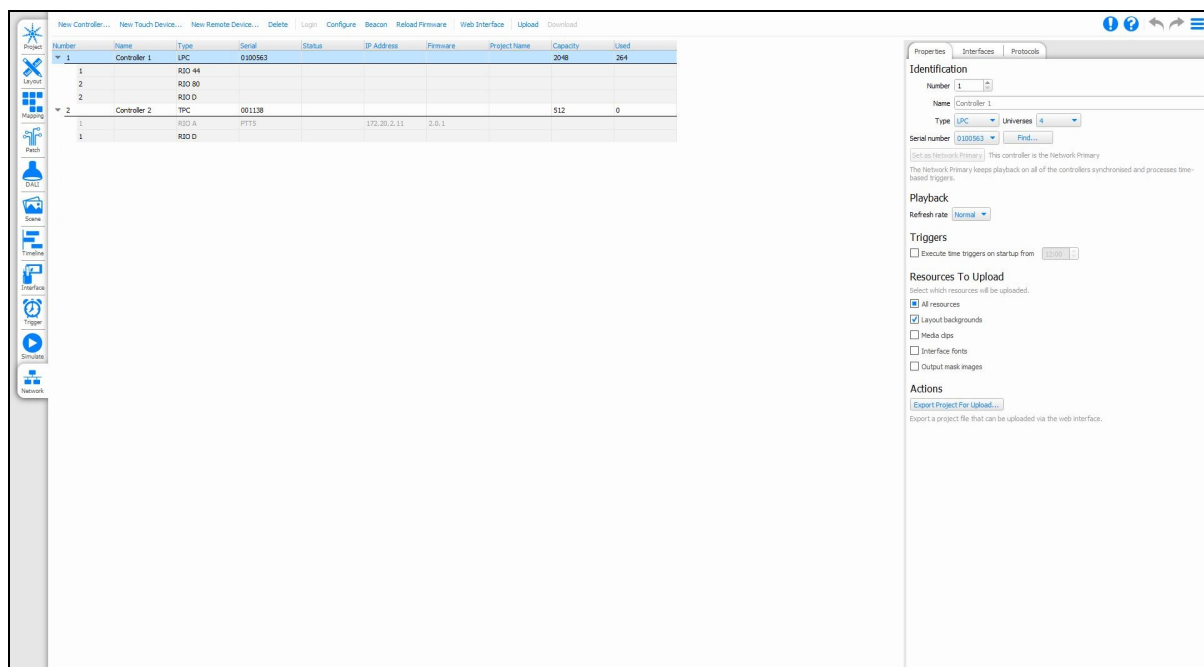 New Controller... New Touch Device... New Remote Device... Delete Login Configure Beacon Reload Firmware Web Interface Upload Download
Project
Layout
Mapping
Patch
DALI
Scene
Timeline
Interface
Trigger
Simulate
Network
Number Name Type Serial Status IP Address Firmware Project Name Capacity Used
1 Controller 1 LPC 0100563 2048 264
1 RIO 44
2 RIO 80
2 RIO D
2 Controller 2 TPC 001138 512 0
1 RIO A PTTS 172.20.2.11 2.0.1
1 RIO D
Properties Interfaces Protocols
Identification
Number 1
Name Controller 1
Type LPC Universes 4
Serial number 0100563 Find...
Set as Network Primary This controller is the Network Primary
The Network Primary keeps playback on all of the controllers synchronised and processes time-
based triggers.
Playback
Refresh rate Normal
Triggers
Execute time triggers on startup from 12:00
Resources To Upload
Select which resources will be uploaded.
All resources
Layout backgrounds
Media clips
Interface fonts
Output mask images
Actions
Export Project For Upload...
Export a project file that can be uploaded via the web interface.